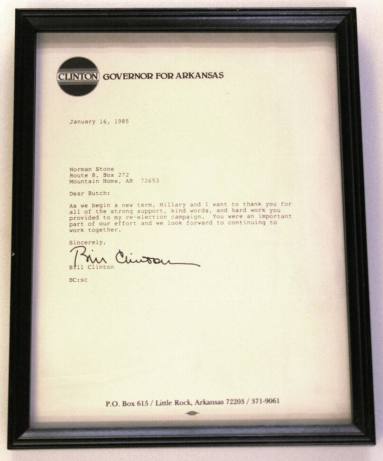 CLINTON GOVERNOR FOR ARKANSAS
January 16, 1985
Norman Stone
Route 8, Box 272
Mountain Home, AR 72653
Dear Butch:
As we begin a new term, Hillary and I want to thank you for
all of the strong support, kind words, and hard work you
provided to my re-election campaign. You were an important
part of our effort and we look forward to continuing to
work together.
Sincerely,
Bill Clinton
Bill Clinton
BC:sc
P.O. Box 615 / Little Rock, Arkansas 72203 / 371-9061